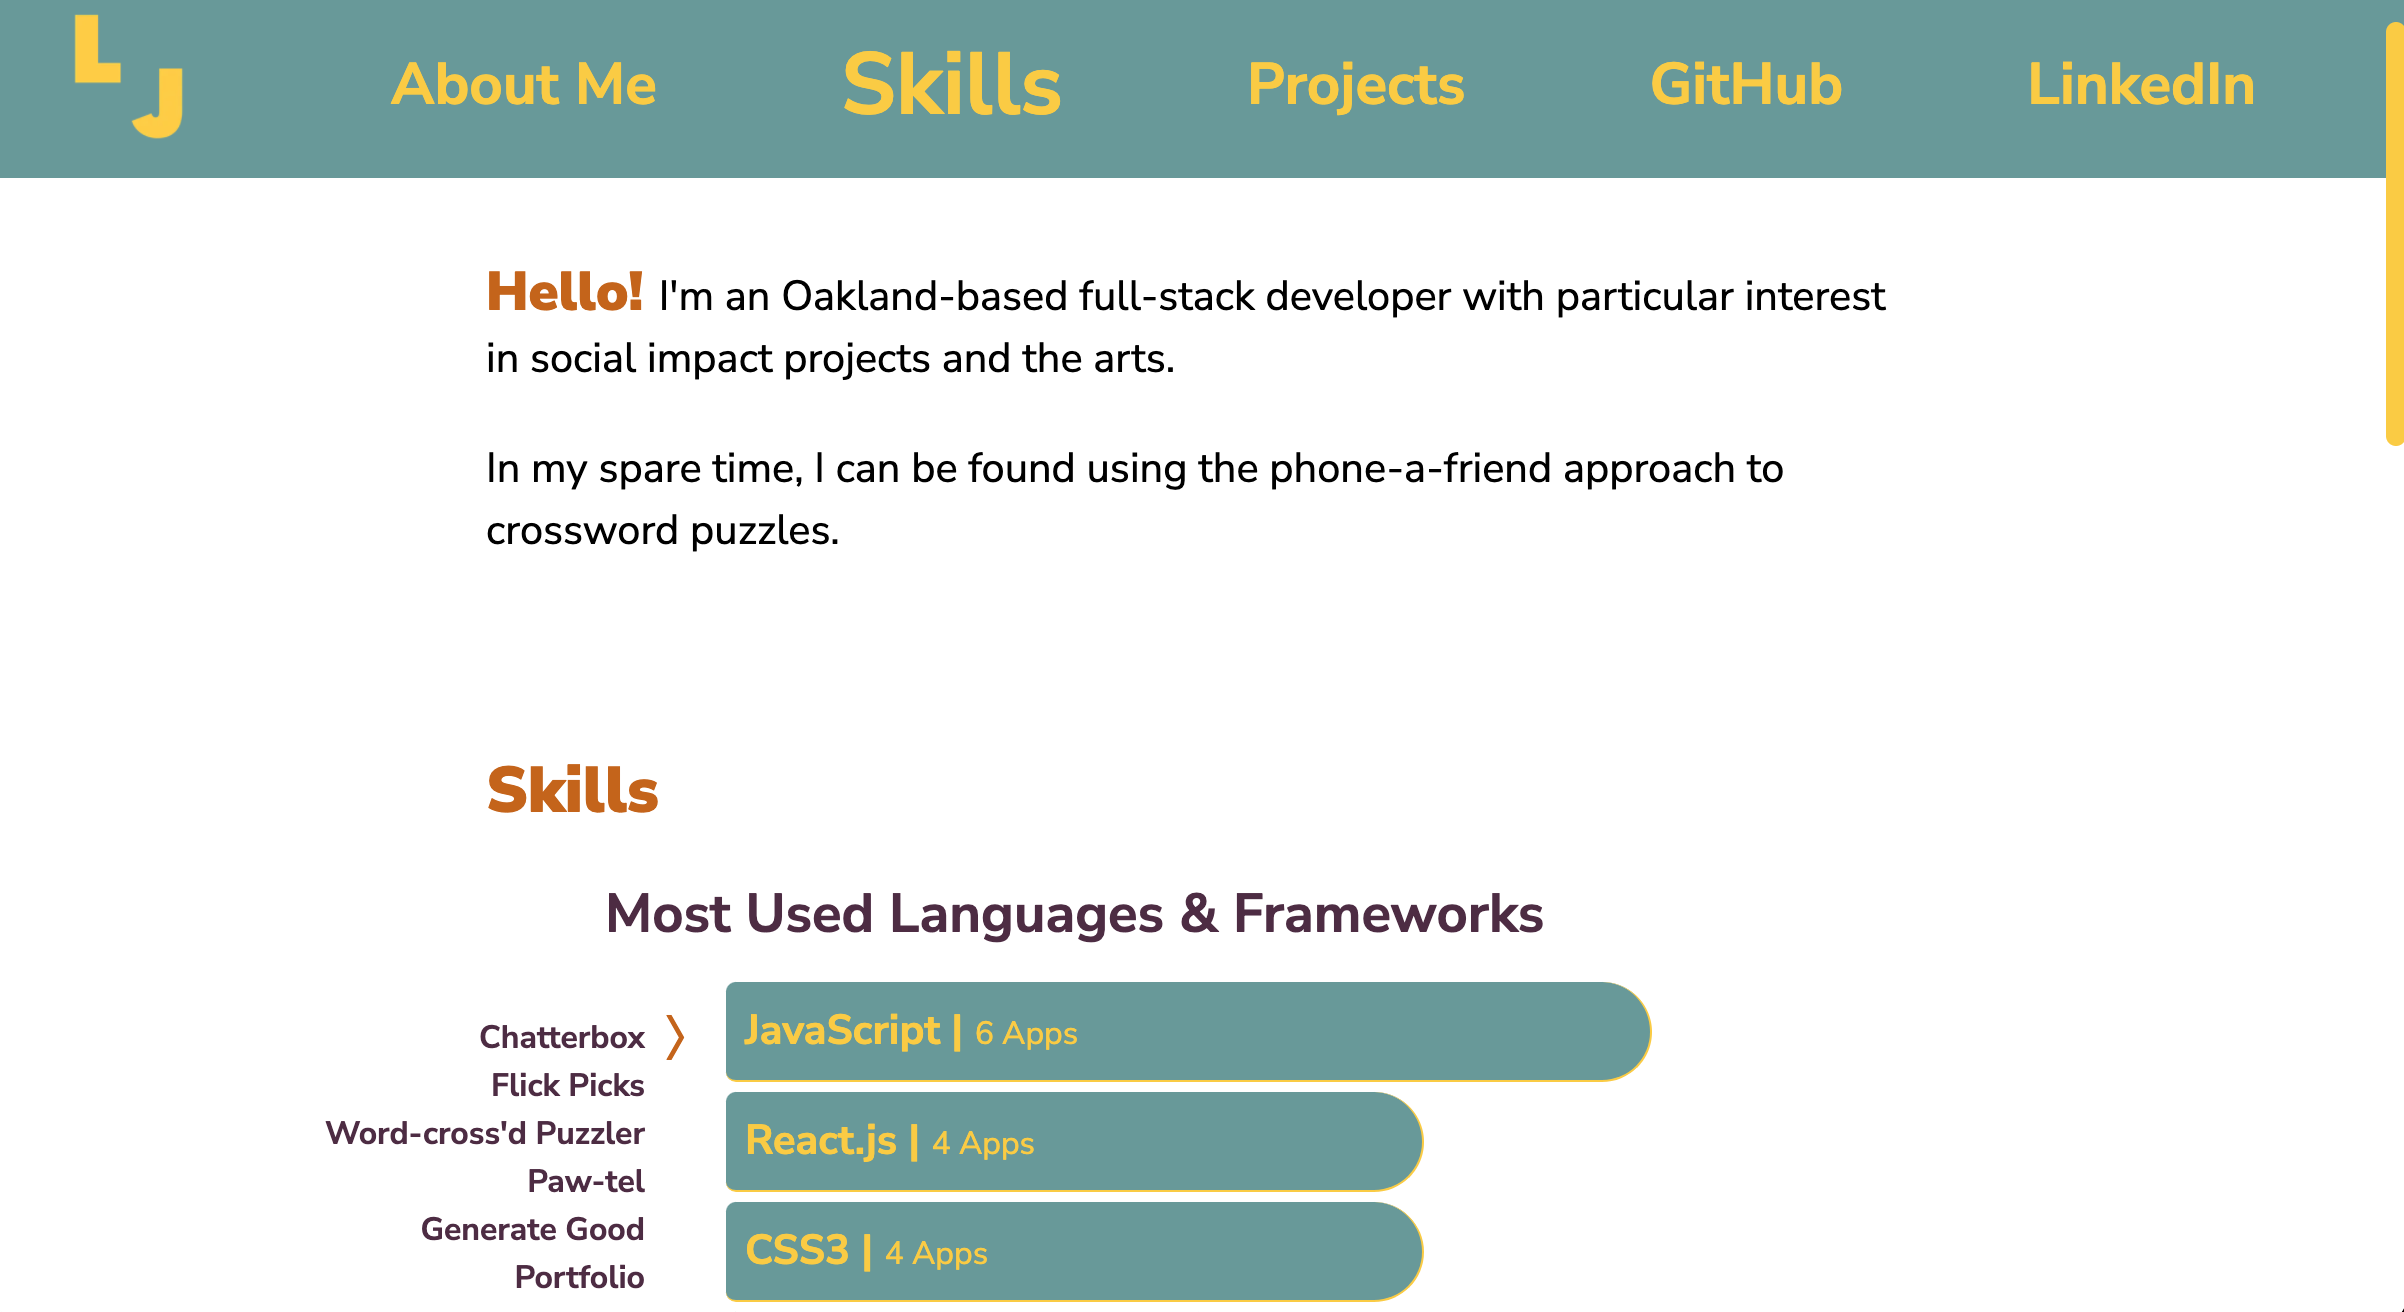 L
J
About Me
Skills
Projects
GitHub
LinkedIn
Hello! I'm an Oakland-based full-stack developer with particular interest
in social impact projects and the arts.
In my spare time, I can be found using the phone-a-friend approach to
crossword puzzles.
Skills
Most Used Languages & Frameworks
Chatterbox
Flick Picks
Word-cross'd Puzzler
Paw-tel
Generate Good
Portfolio
JavaScript | 6 Apps
React.js | 4 Apps
CSS3 | 4 Apps